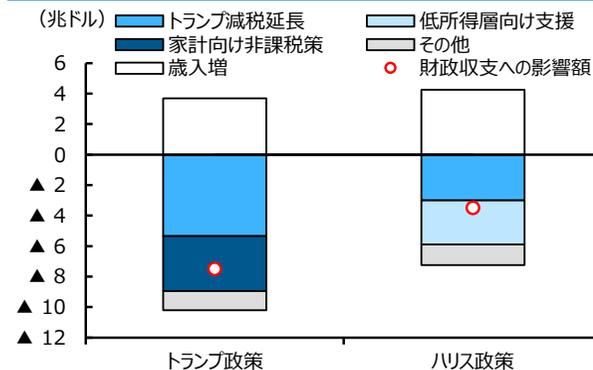 （兆ドル）
トランプ減税延長
低所得層向け支援
家計向け非課税策
その他
歳入増
財政収支への影響額
6
4
2
0
▲ 2
▲ 4
▲ 6
▲ 8
▲ 10
▲ 12
トランプ政策
ハリス政策